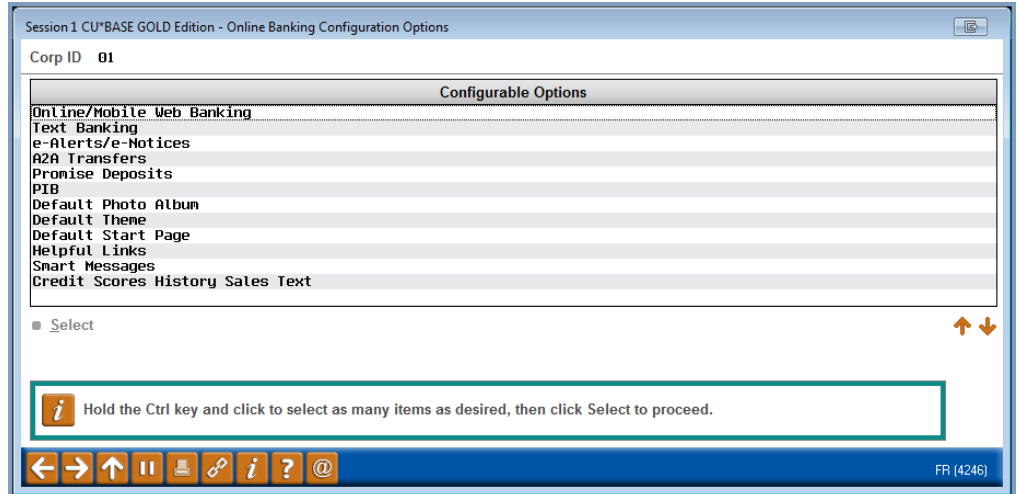 Session 1 CU*BASE GOLD Edition - Online Banking Configuration Options
Corp ID 01
Configurable Options
Online/Mobile Web Banking
Text Banking
e-Alerts/e-Notices
A2A Transfers
Promise Deposits
PIB
Default Photo Album
Default Theme
Default Start Page
Helpful Links
Smart Messages
Credit Scores History Sales Text
Select
i Hold the Ctrl key and click to select as many items as desired, then click Select to proceed.
i ? @ FR (4246)